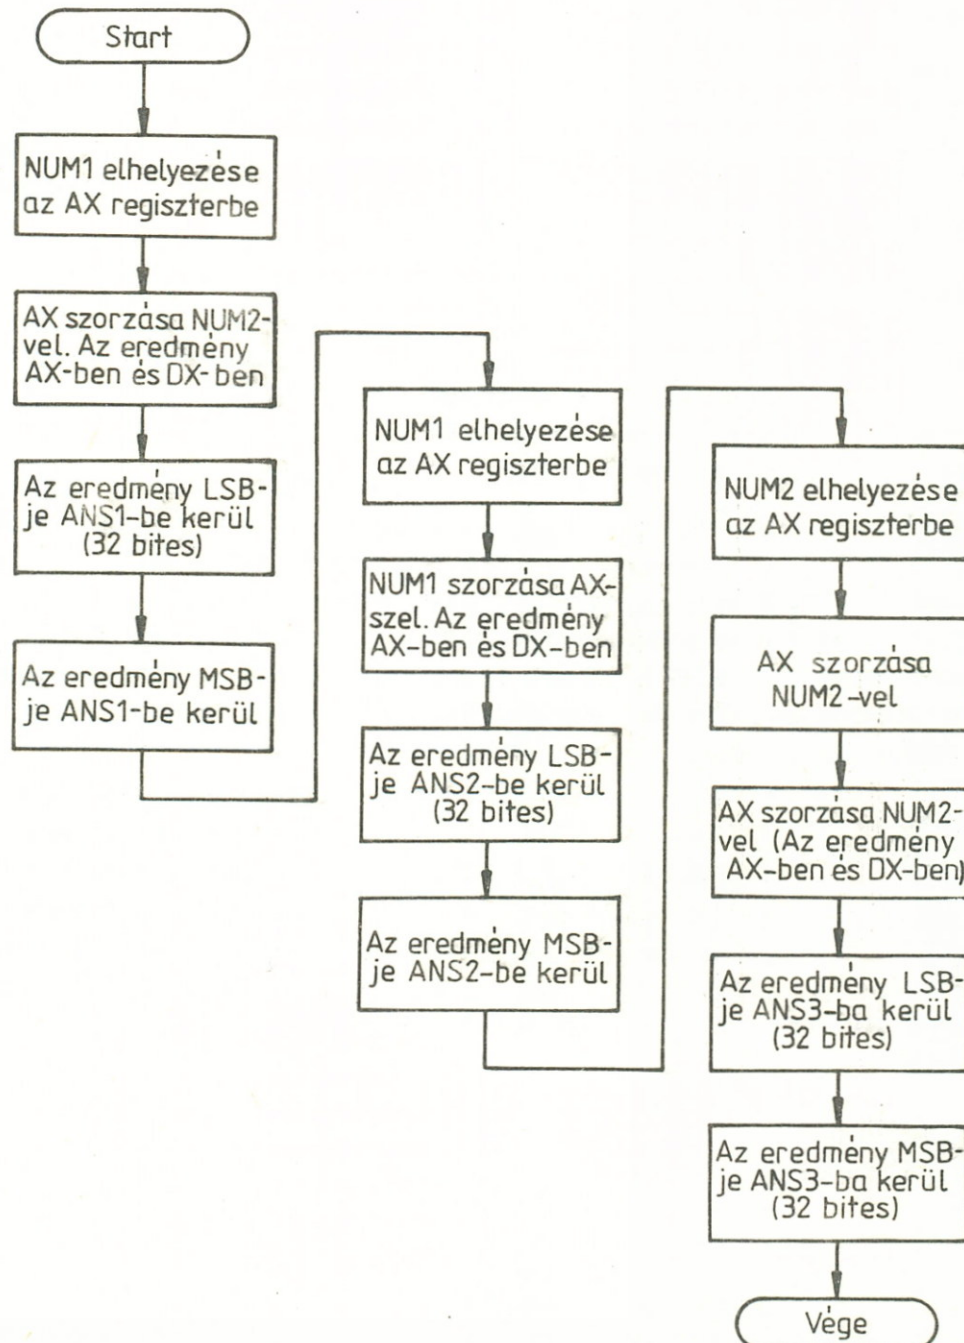 Start
NUM1 elhelyezése
az AX regiszterbe
AX szorzása NUM2-
vel. Az eredmény
AX-ben és DX-ben
Az eredmény LSB-
je ANS1-be kerül
(32 bites)
Az eredmény MSB-
je ANS1-be kerül
NUM1 elhelyezése
az AX regiszterbe
NUM1 szorzása AX-
szel. Az eredmény
AX-ben és DX-ben
Az eredmény LSB-
je ANS2-be kerül
(32 bites)
Az eredmény MSB-
je ANS2-be kerül
NUM2 elhelyezése
az AX regiszterbe
AX szorzása
NUM2-vel
AX szorzása NUM2-
vel (Az eredmény
AX-ben és DX-ben)
Az eredmény LSB-
je ANS3-ba kerül
(32 bites)
Az eredmény MSB-
je ANS3-ba kerül
(32 bites)
Vége